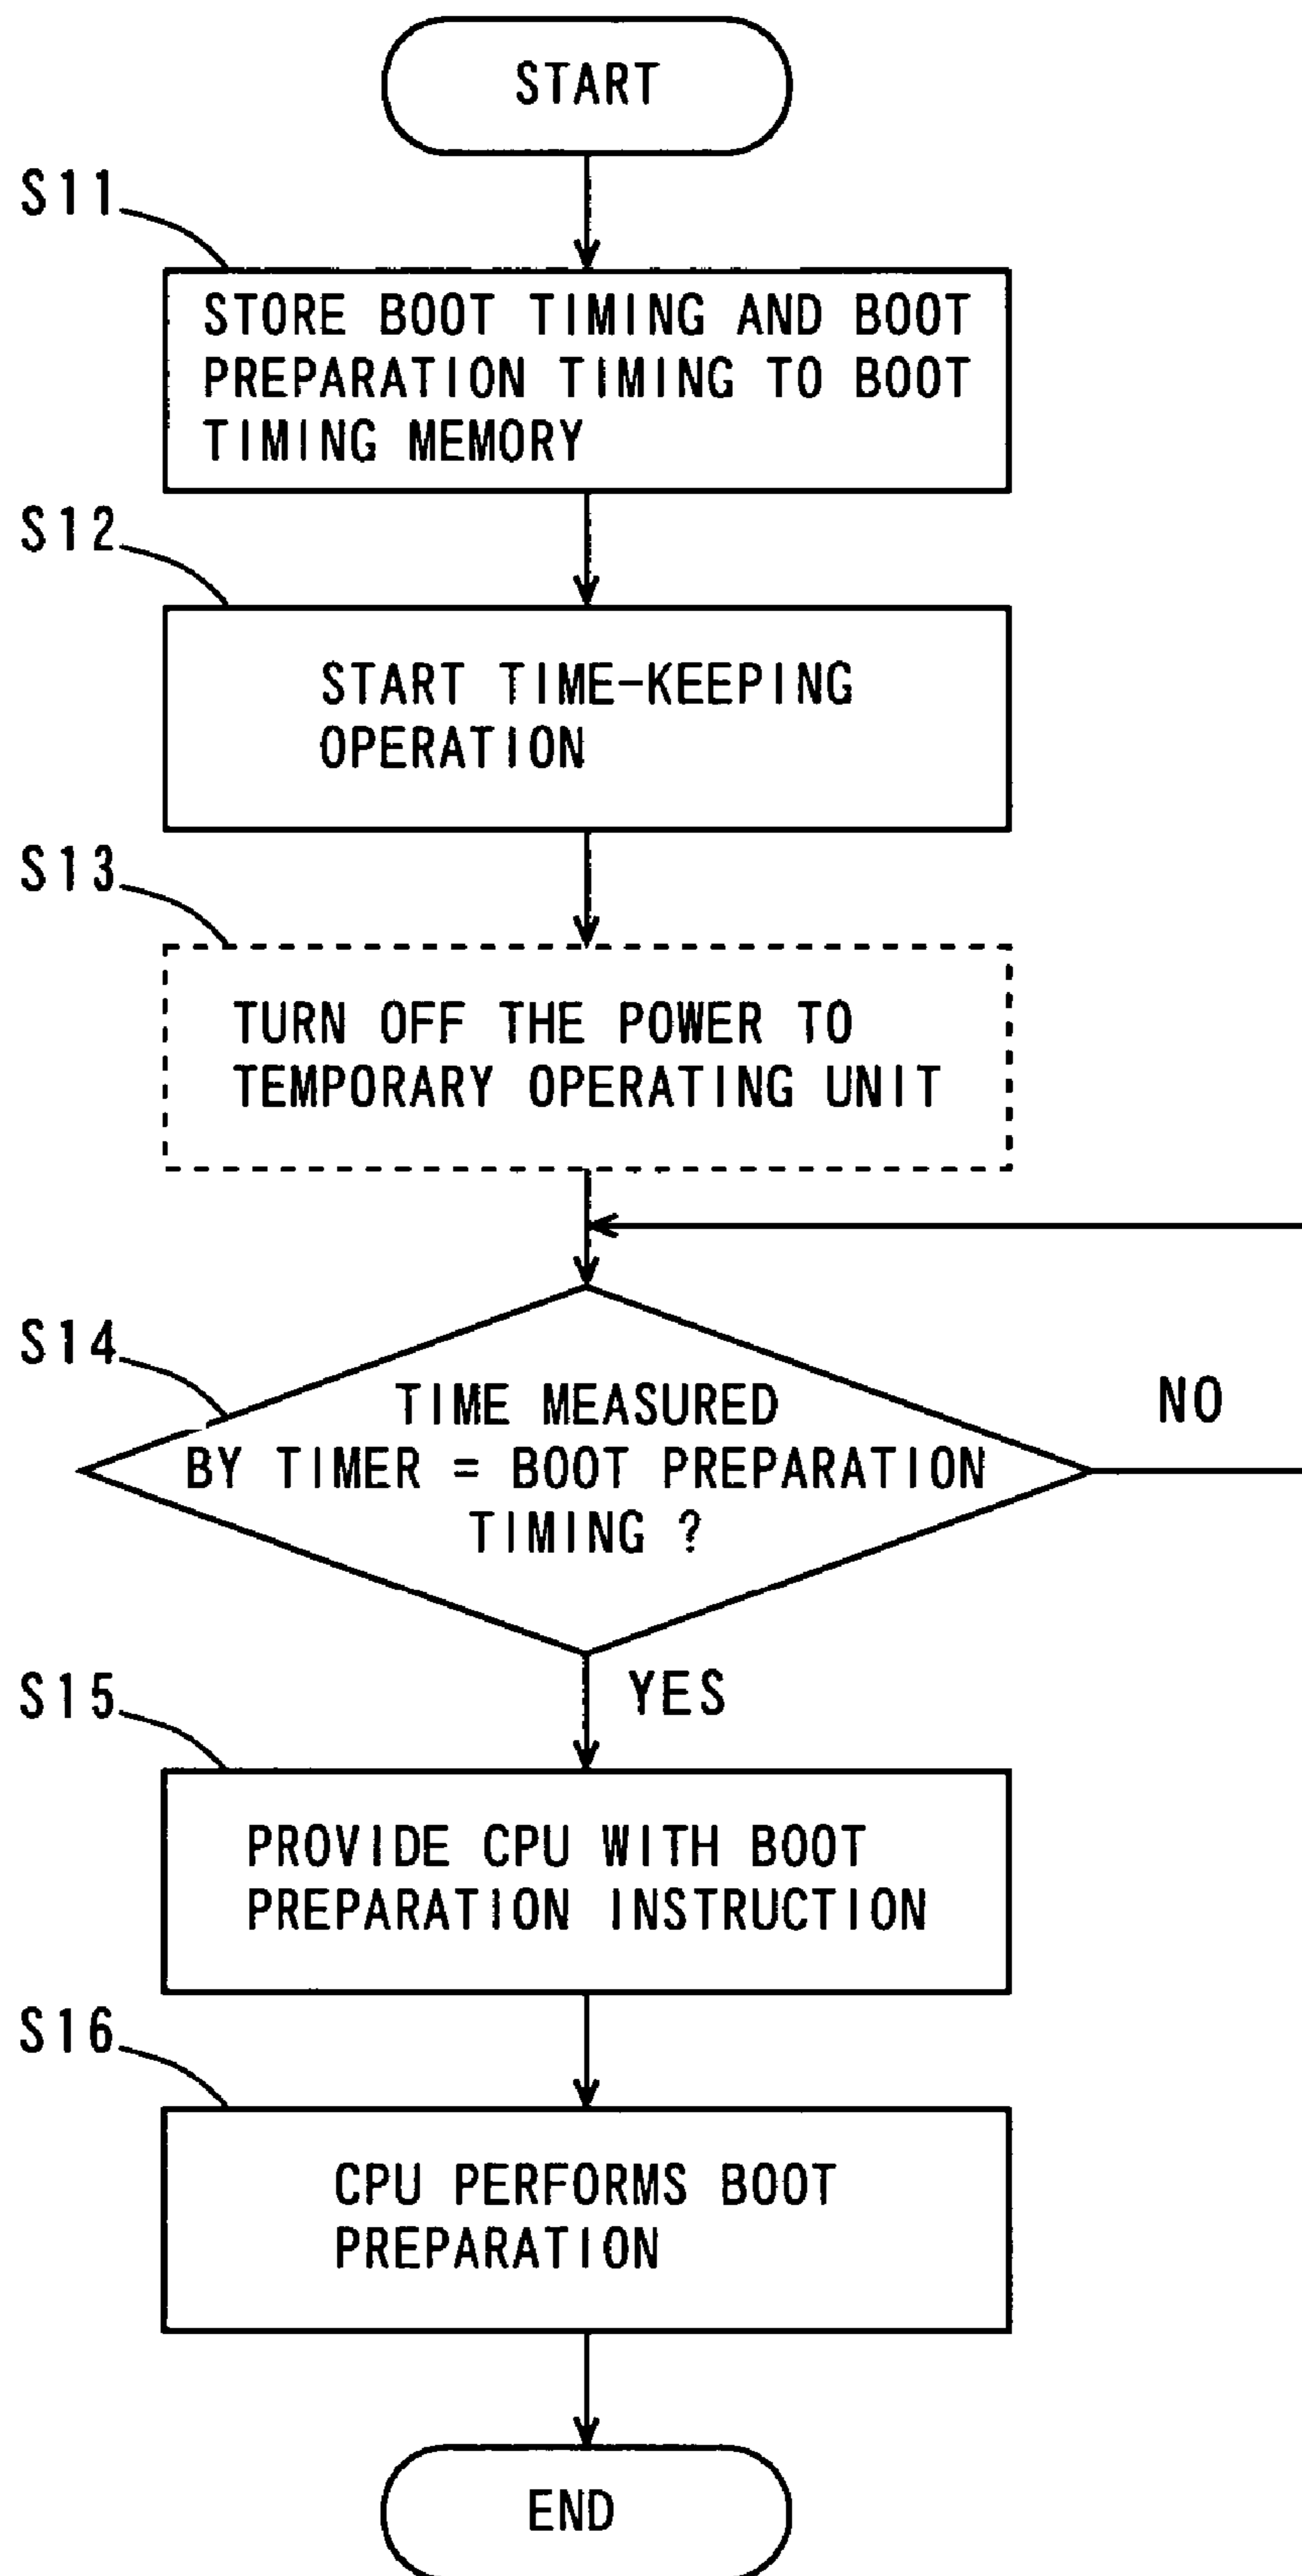 START
S11
STORE BOOT TIMING AND BOOT
PREPARATION TIMING TO BOOT
TIMING MEMORY
S12
START TIME-KEEPING
OPERATION
S13
TURN OFF THE POWER TO
TEMPORARY OPERATING UNIT
S14
TIME MEASURED
BY TIMER = BOOT PREPARATION
TIMING ?
NO
YES
S15
PROVIDE CPU WITH BOOT
PREPARATION INSTRUCTION
S16
CPU PERFORMS BOOT
PREPARATION
END